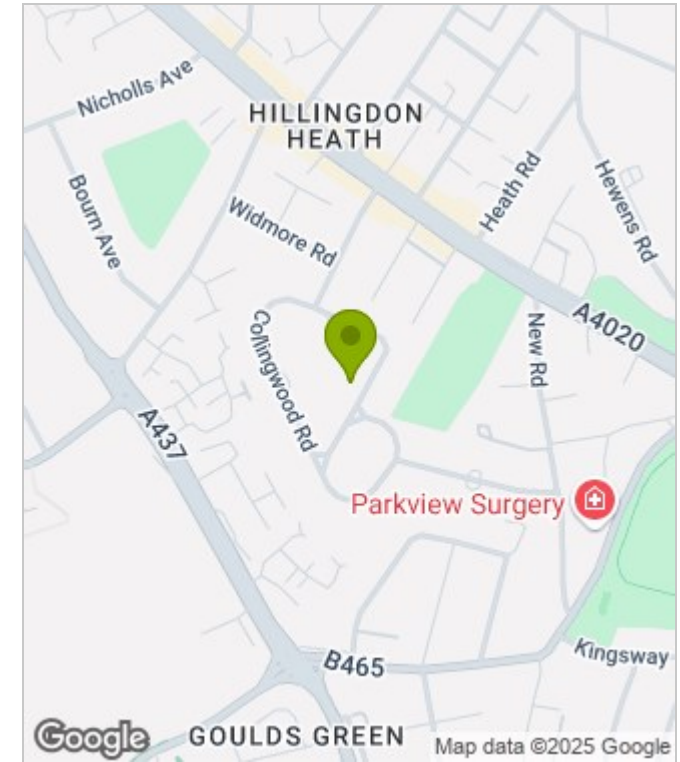 Nicholls Ave
HILLINGDON
HEATH
Bourn Ave
Widmore Rd
Heath Rd
Hewens Rd
Collingwood Rd
A4020
New Rd
A437
Parkview Surgery
B465
Kingsway
GOULDS GREEN
Google
Map data ©2025 Google